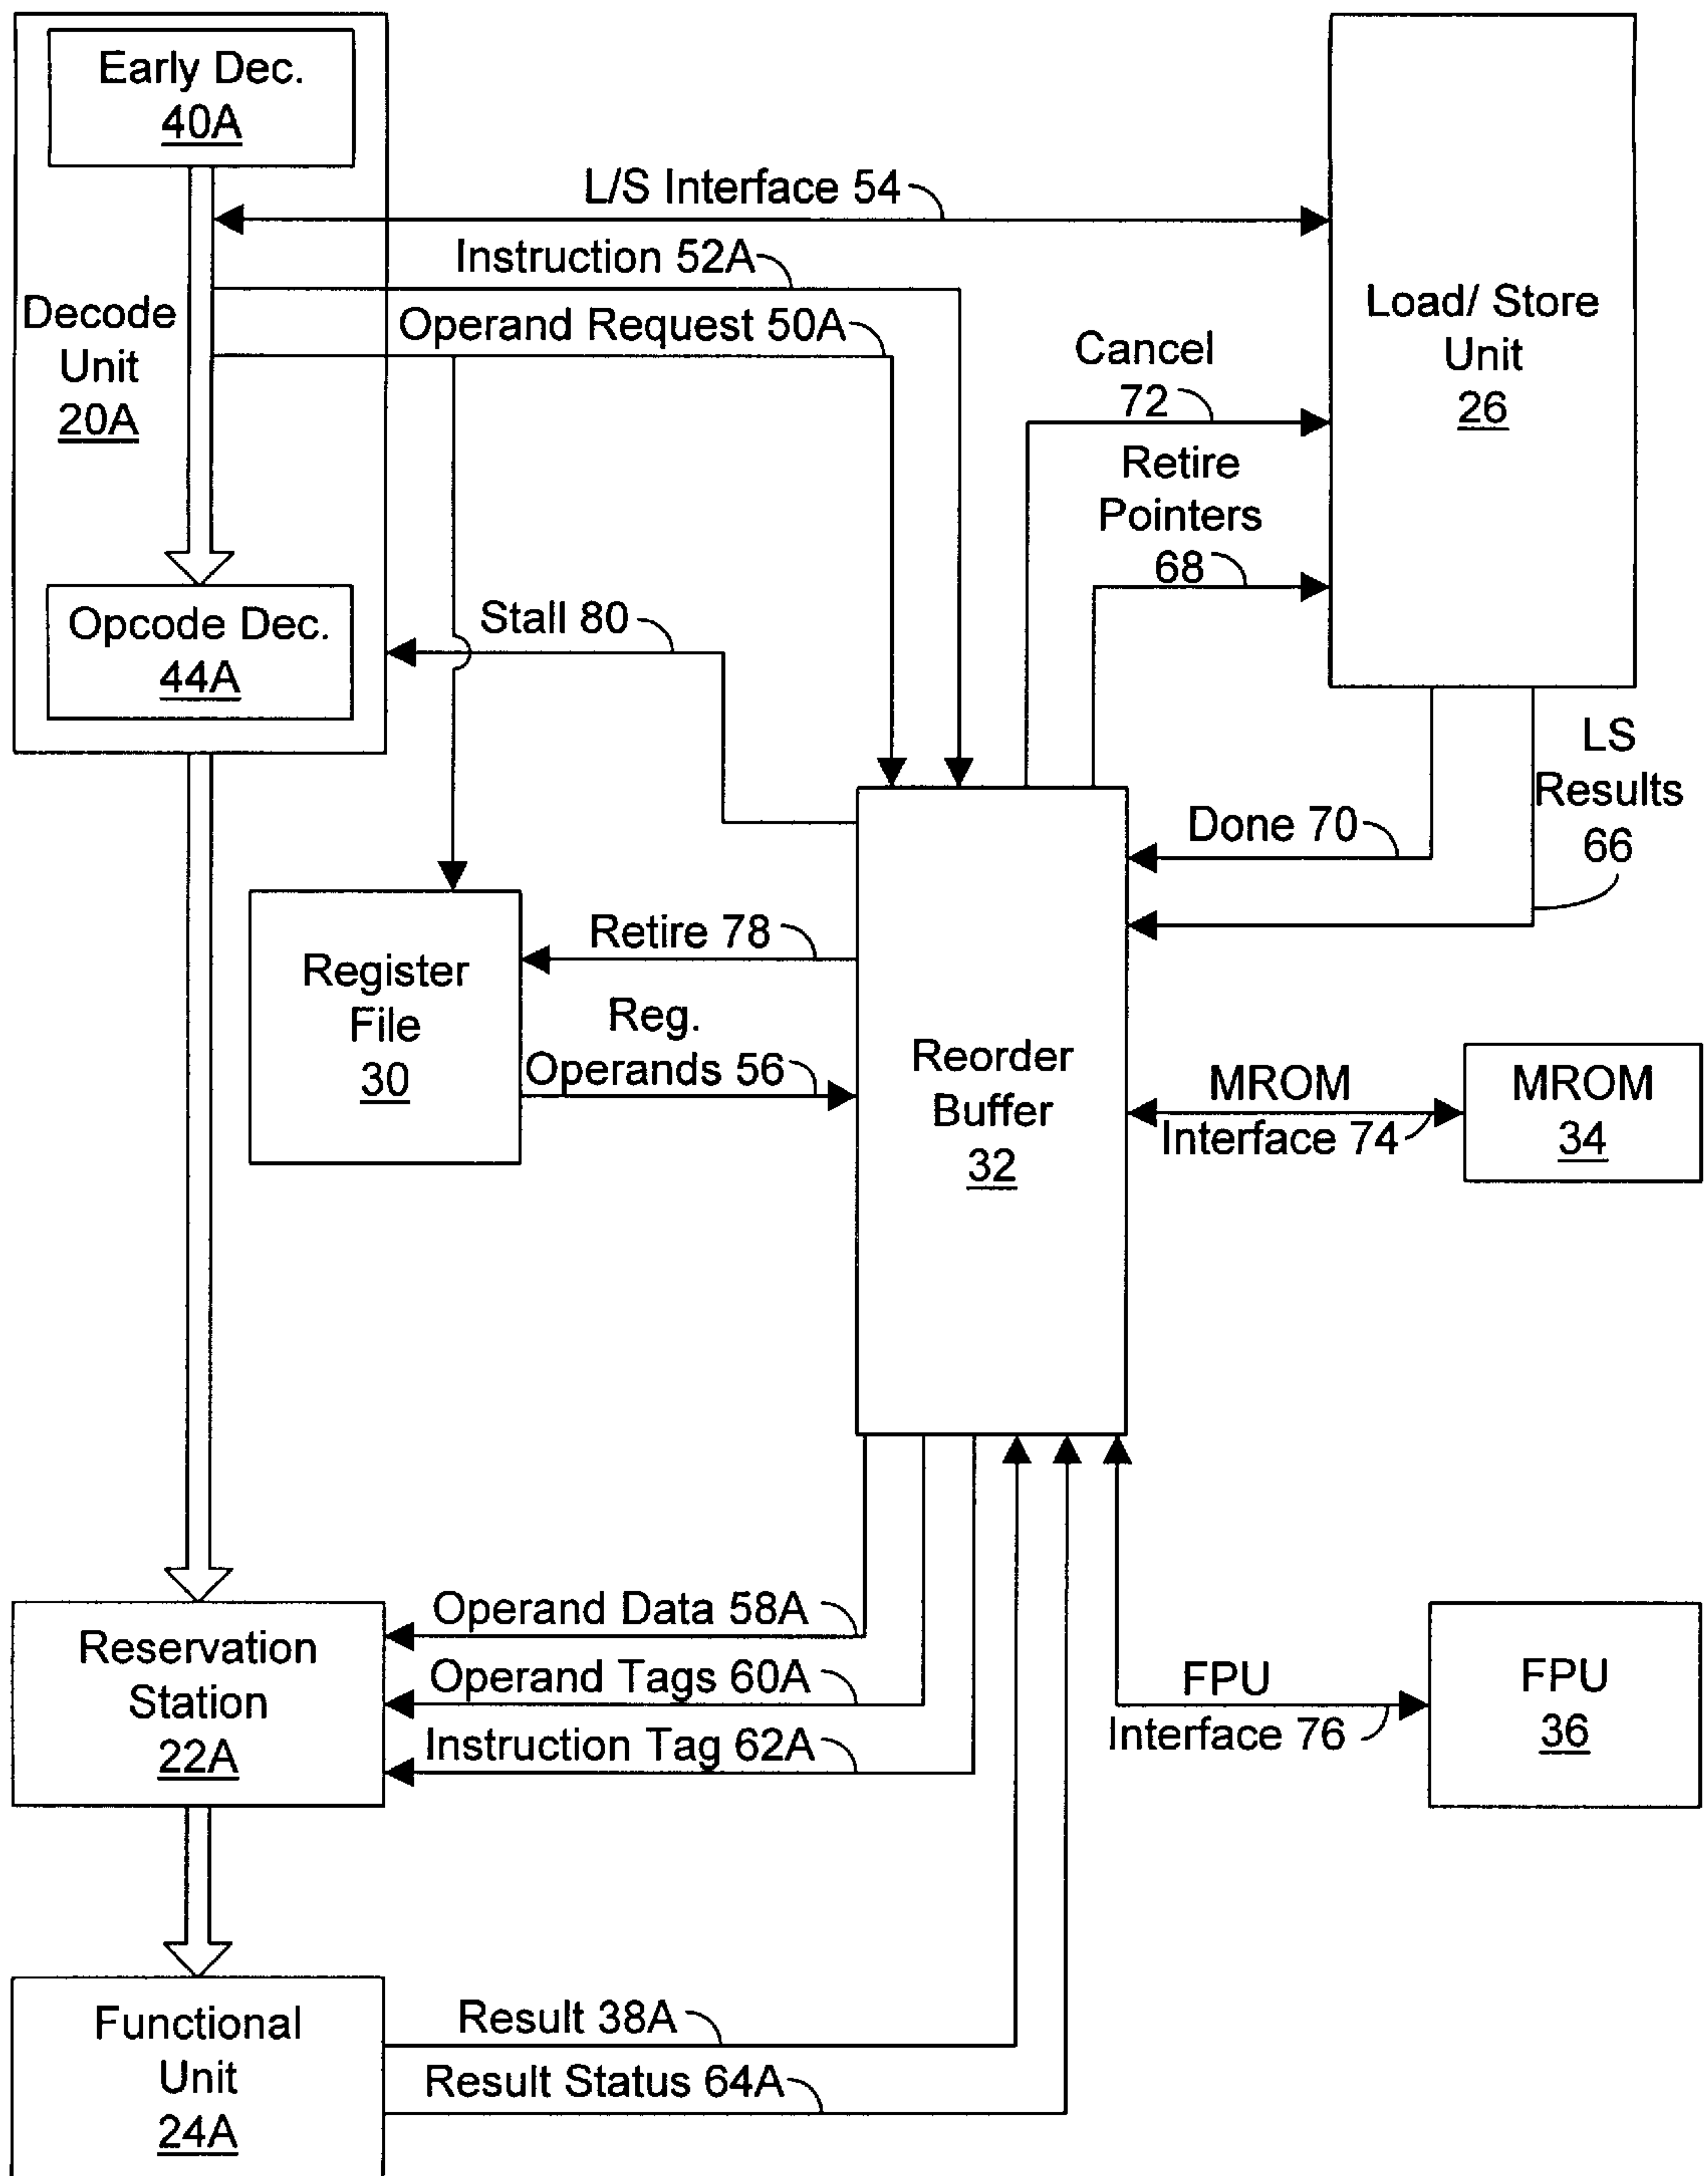 Early Dec.
40A
L/S Interface 54
Instruction 52A
Operand Request 50A
Decode
Unit
20A
Load/ Store
Unit
26
Cancel
72
Retire
Pointers
68
Opcode Dec.
44A
Stall 80
LS
Results
66
Done 70
Retire 78
Register
File
30
Reg.
Operands 56
Reorder
Buffer
32
MROM
Interface 74
MROM
34
Operand Data 58A
Operand Tags 60A
Instruction Tag 62A
Reservation
Station
22A
FPU
Interface 76
FPU
36
Functional
Unit
24A
Result 38A
Result Status 64A